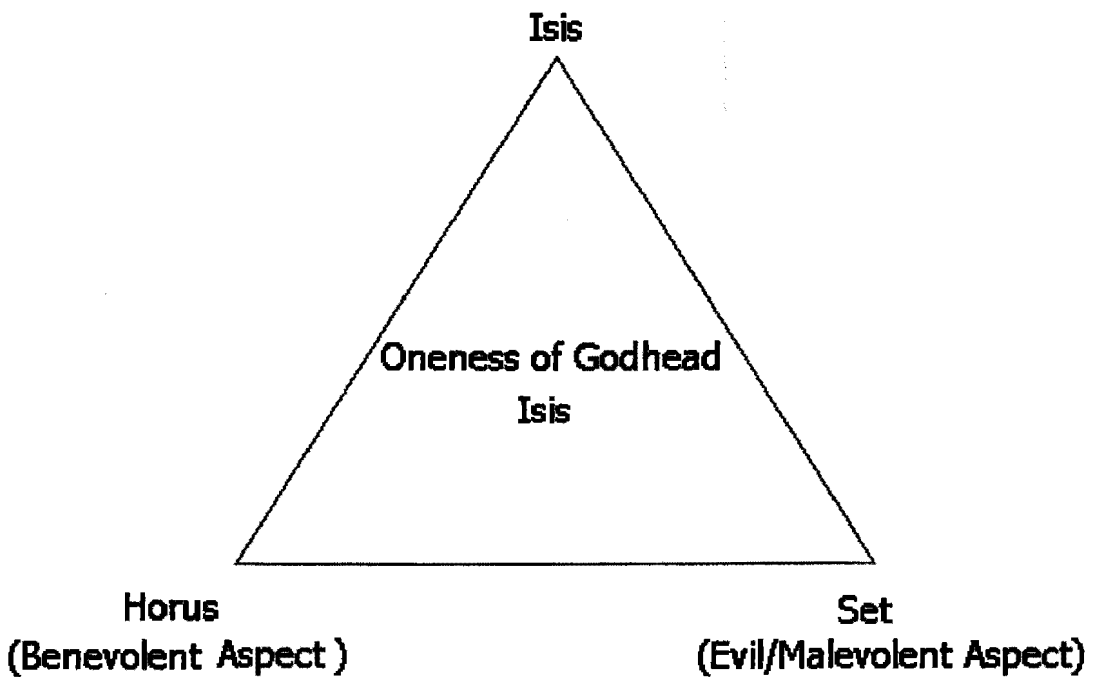 Isis
Oneness of Godhead
Isis
Horus
(Benevolent Aspect )
Set
(Evil/Malevolent Aspect)